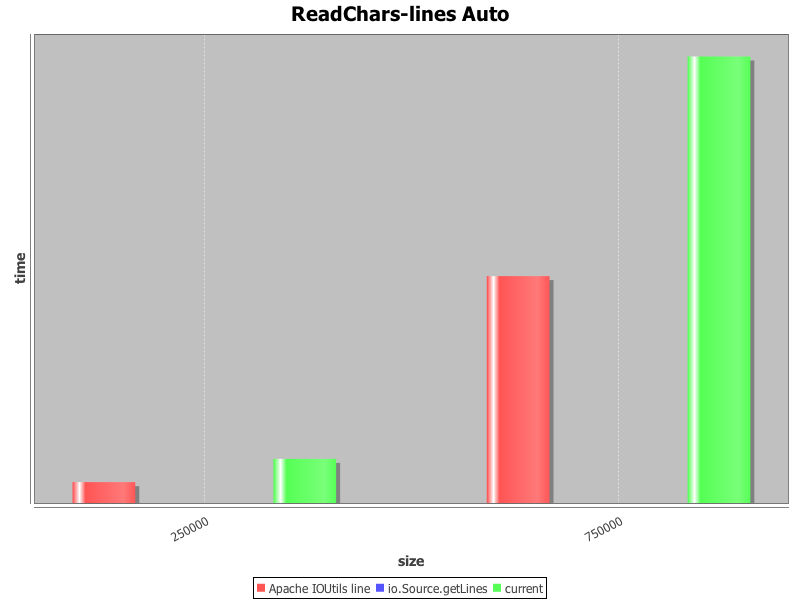 ReadChars-lines Auto
time
250000
750000
size
Apache IOUtils line io.Source.getLines current